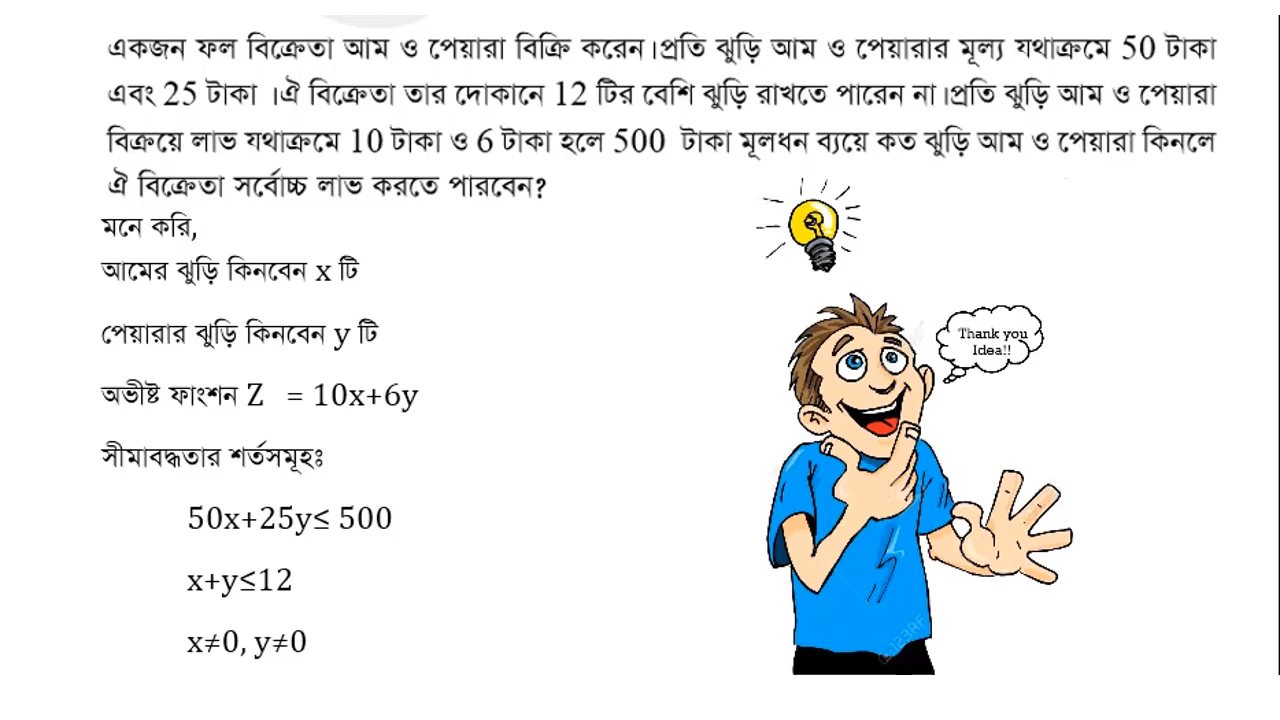 একজন ফল বিক্রেতা আম ও পেয়ারা বিক্রি করেন।প্রতি ঝুড়ি আম ও পেয়ারার মূল্য যথাক্রমে 50 টাকা
এবং 25 টাকা ।ঐ বিক্রেতা তার দোকানে 12 টির বেশি ঝুড়ি রাখতে পারেন না।প্রতি ঝুড়ি আম ও পেয়ারা
বিক্রয়ে লাভ যথাক্রমে 10 টাকা ও 6 টাকা হলে 500 টাকা মূলধন ব্যয়ে কত ঝুড়ি আম ও পেয়ারা কিনলে
ঐ বিক্রেতা সর্বোচ্চ লাভ করতে পারবেন?
মনে করি,
আমের ঝুড়ি কিনবেন x টি
পেয়ারার ঝুড়ি কিনবেন y টি
Thank you
Idea!!
অভীষ্ট ফাংশন Z = 10x+6y
সীমাবদ্ধতার শর্তসমূহঃ
50x+25y≤ 500
x+y≤12
x≠0, y≠0
123RF